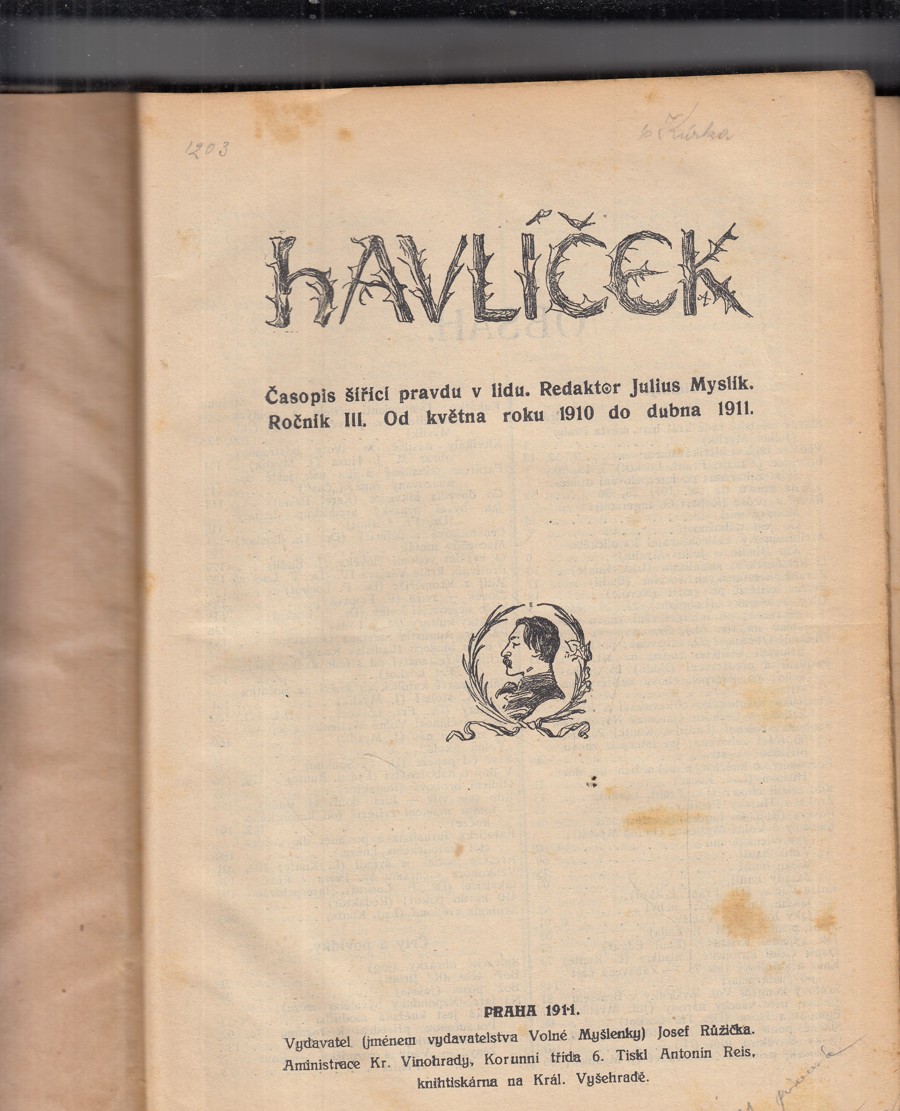 1203
Kúrka
HAVLÍČEK
Časopis šířící pravdu v lidu. Redaktor Julius Myslík.
Ročník III. Od května roku 1910 do dubna 1911.
PRAHA 1911.
Vydavatel (jménem vydavatelstva Volné Myšlenky) Josef Růžička.
Aministrace Kr. Vinohrady, Korunní třída 6. Tiskl Antonín Reis,
knihtiskárna na Král. Vyšehradě.